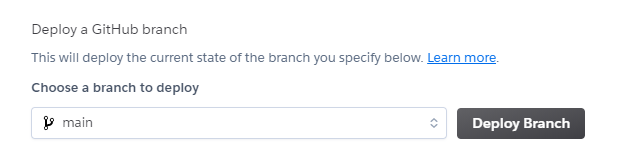 Deploy a GitHub branch
This will deploy the current state of the branch you specify below. Learn more.
Choose a branch to deploy
main
Deploy Branch